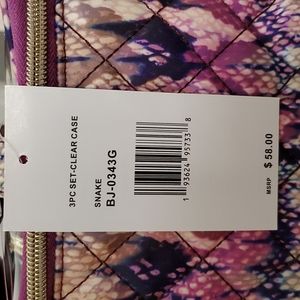 3PC SET-CLEAR CASE
SNAKE
BJ-0343G
1 93624 95733 8
MSRP $ 58.00